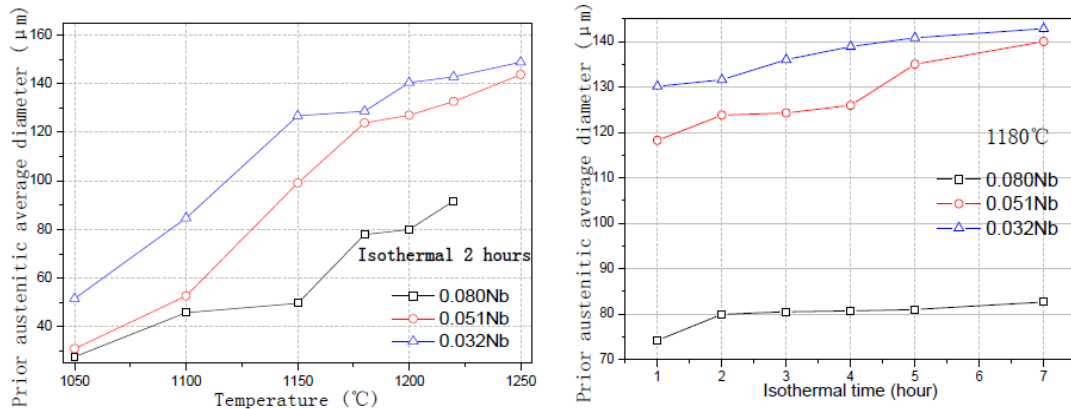 Prior austenitic average diameter (μm)
160
140
120
100
80
60
40
1050
1100
1150
1200
1250
Temperature (℃)
Isothermal 2 hours
0.080Nb
0.051Nb
0.032Nb
Prior austenitic average diameter (μm)
140
130
120
110
100
90
80
70
1
2
3
4
5
6
7
Isothermal time (hour)
1180℃
0.080Nb
0.051Nb
0.032Nb